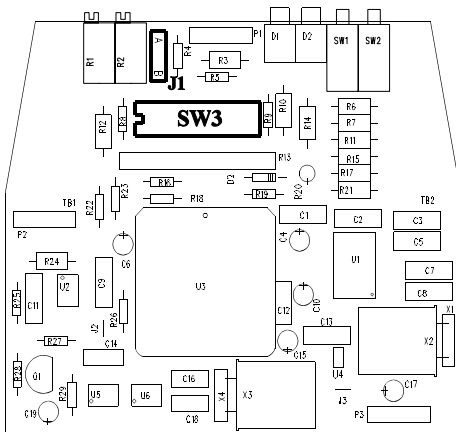 R1
R2
A
B
J1
R4
P1
R3
R5
D1
D2
SW1
SW2
R12
R8
SW3
R9
R10
R14
R6
R7
R11
R15
R17
R21
R13
R16
D2
R19
R20
R18
R22
R23
TB1
P2
C6
C1
C2
TB2
C3
C5
C4
R24
U2
C9
U3
U1
C7
C8
C10
C12
R25
C11
R26
J2
C13
X1
X2
R27
C14
C15
U4
R28
Q1
R29
U5
U6
C16
C18
X4
X3
J3
C17
P3
C19